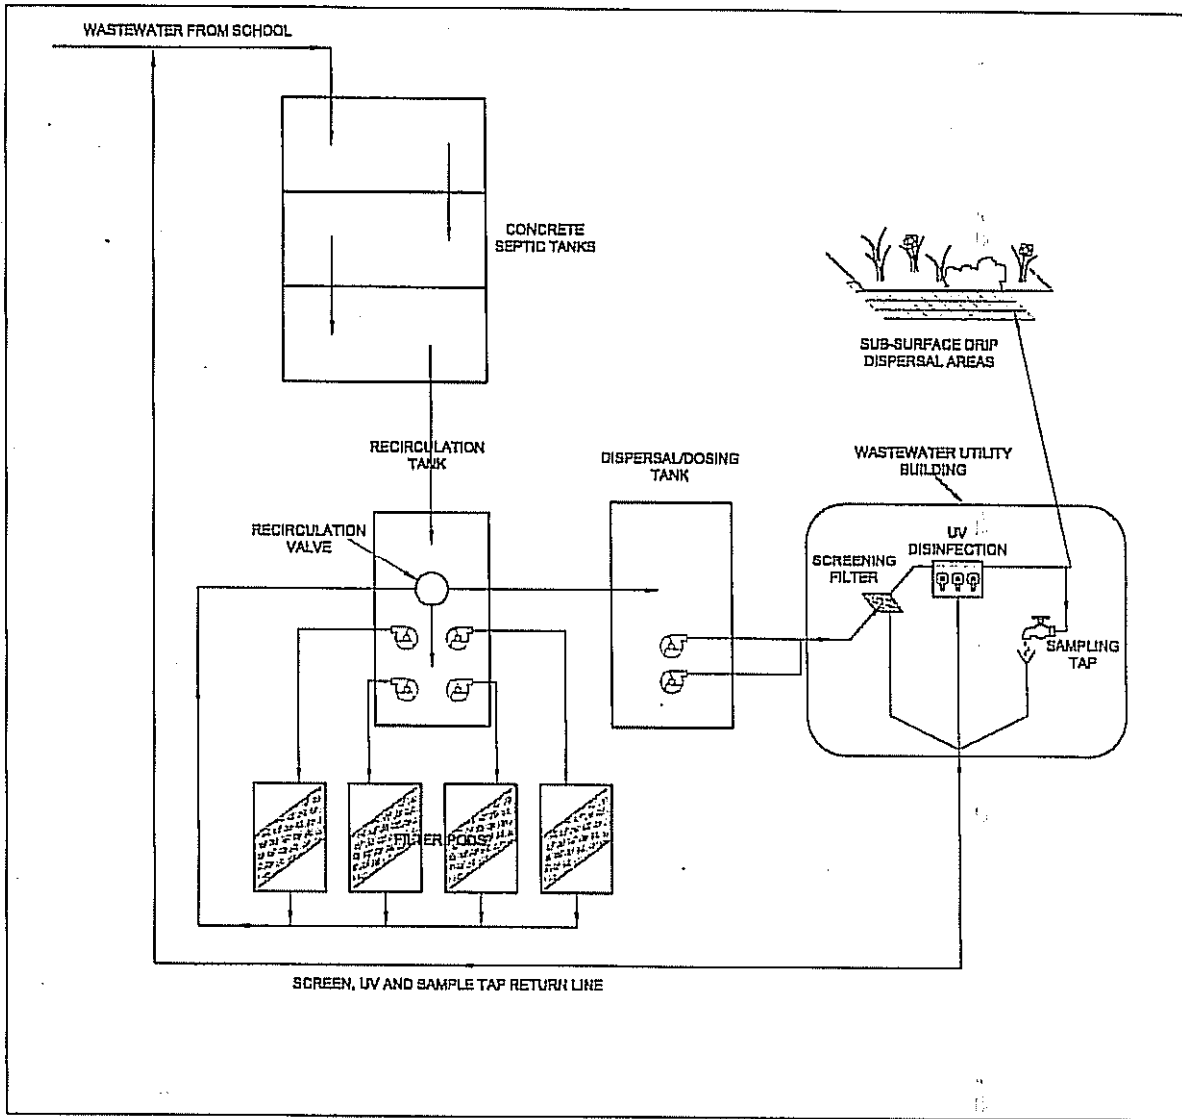 WASTEWATER FROM SCHOOL
CONCRETE
SEPTIC TANKS
SUB-SURFACE DRIP
DISPERSAL AREAS
RECIRCULATION
TANK
DISPERSAL/DOSING
TANK
WASTEWATER UTILITY
BUILDING
RECIRCULATION
VALVE
UV
DISINFECTION
SCREENING
FILTER
SAMPLING
TAP
FILTER PODS
SCREEN, UV AND SAMPLE TAP RETURN LINE